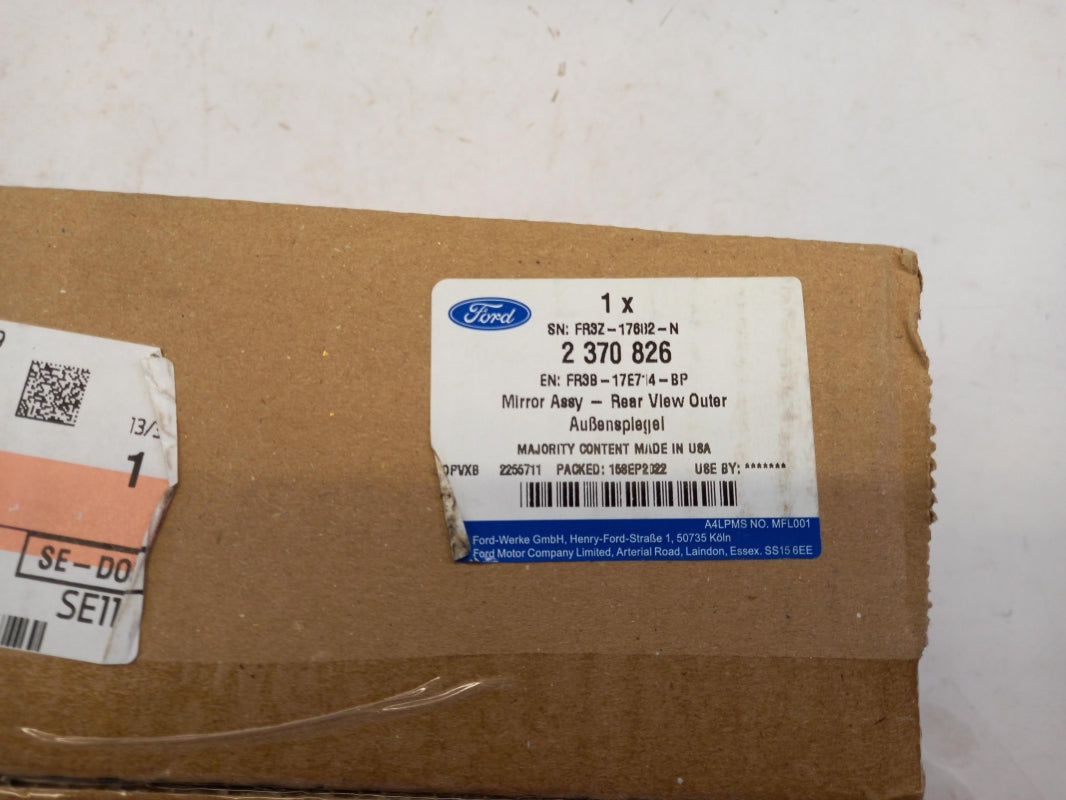 9
13/
1
SE-DO
SE11
Ford
1 x
SN: FR3Z-17682-N
2 370 826
EN: FR3B-17E714-BP
Mirror Assy - Rear View Outer
Außenspiegel
MAJORITY CONTENT MADE IN USA
2255711 PACKED: 15SEP2022 USE BY: *******
A4LPMS NO. MFL001
Ford-Werke GmbH, Henry-Ford-Straße 1, 50735 Köln
Ford Motor Company Limited, Arterial Road, Laindon, Essex. SS15 6EE